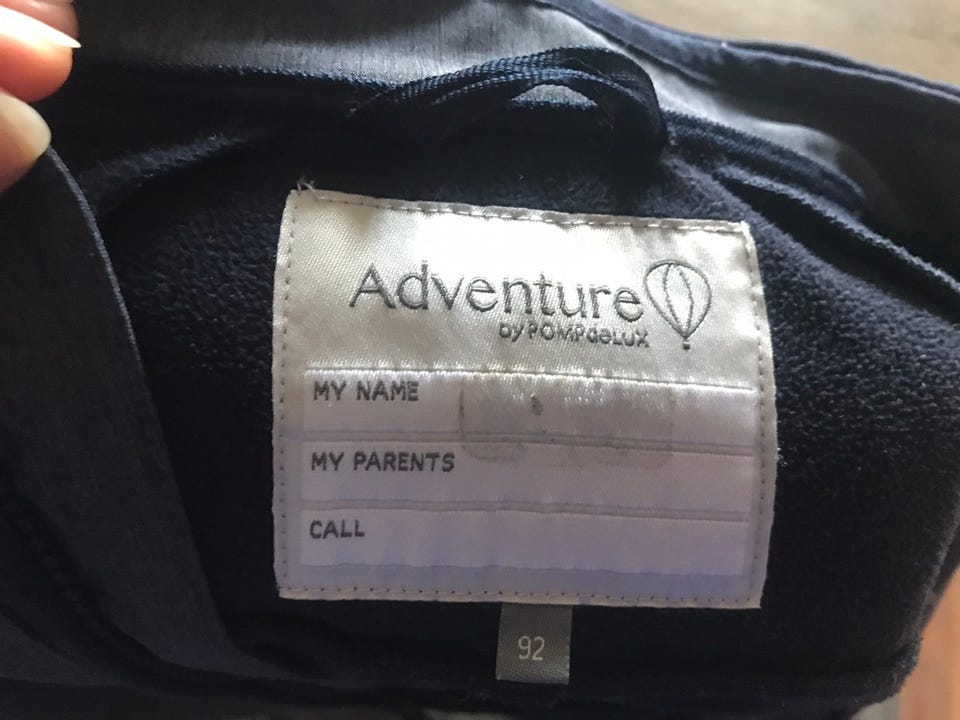 Adventure
by POMPdeLUX
MY NAME
MY PARENTS
CALL
92